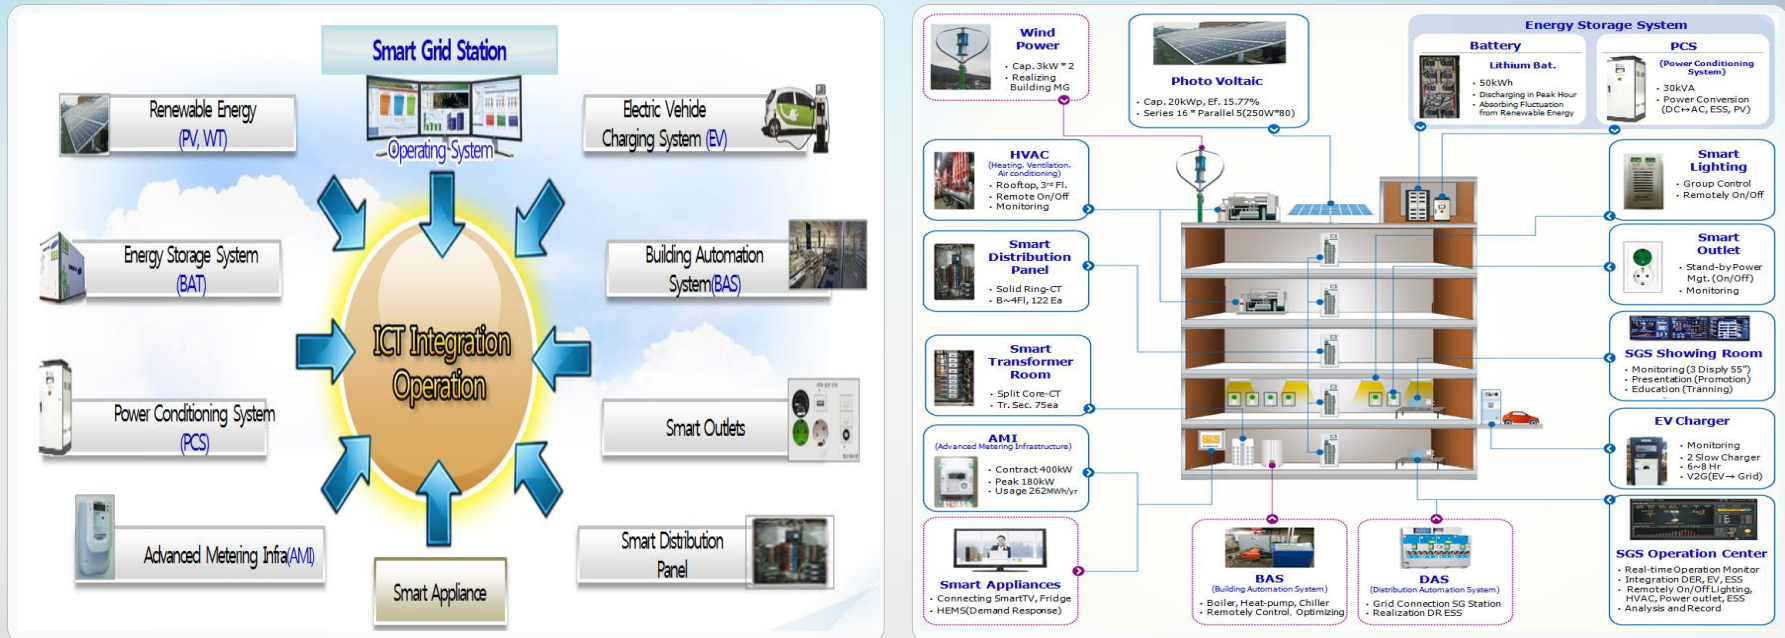 Smart Grid Station
Operating System
Renewable Energy
(PV, WT)
Electric Vehicle
Charging System (EV)
Energy Storage System
(BAT)
Building Automation
System(BAS)
ICT Integration
Operation
Power Conditioning System
(PCS)
Smart Outlets
Advanced Metering Infra(AMI)
Smart Distribution
Panel
Smart Appliance
Wind
Power
• Cap. 3kW * 2
• Realizing
Building MG
Photo Voltaic
• Cap. 20kWp, Ef. 15.77%
• Series 16 * Parallel 5(250W*80)
Energy Storage System
Battery
Lithium Bat.
• 50kWh
• Discharging in Peak Hour
• Absorbing Fluctuation
from Renewable Energy
PCS
(Power Conditioning
System)
• 30kVA
• Power Conversion
(DC↔AC, ESS, PV)
HVAC
(Heating, Ventilation,
Air conditioning)
• Rooftop, 3rd Fl.
• Remote On/Off
• Monitoring
Smart
Distribution
Panel
• Solid Ring-CT
• B~4Fl, 122 Ea
Smart
Transformer
Room
• Split Core-CT
• Tr. Sec. 75ea
AMI
(Advanced Metering Infrastructure)
• Contract 400kW
• Peak 180kW
• Usage 262MWh/yr
Smart Appliances
• Connecting SmartTV, Fridge
• HEMS(Demand Response)
BAS
(Building Automation System)
• Boiler, Heat-pump, Chiller
• Remotely Control, Optimizing
DAS
(Distribution Automation System)
• Grid Connection SG Station
• Realization DR ESS
Smart
Lighting
• Group Control
• Remotely On/Off
Smart
Outlet
• Stand-by Power
Mgt. (On/Off)
• Monitoring
SGS Showing Room
• Monitoring (3 Disply 55")
• Presentation (Promotion)
• Education (Tranning)
EV Charger
• Monitoring
• 2 Slow Charger
• 6~8 Hr
• V2G(EV→ Grid)
SGS Operation Center
• Real-time Operation Monitor
• Integration DER, EV, ESS
• Remotely On/Off Lighting,
HVAC, Power outlet, ESS
• Analysis and Record